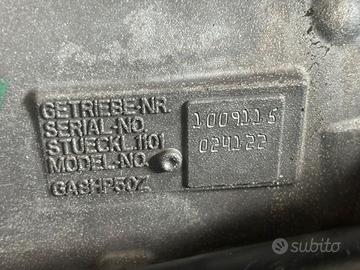 GETRIEBE-NR.
SERIAL-NO.
STUECKL.1101
MODEL.NO.
GA8HP50Z
1009115
024122
subito